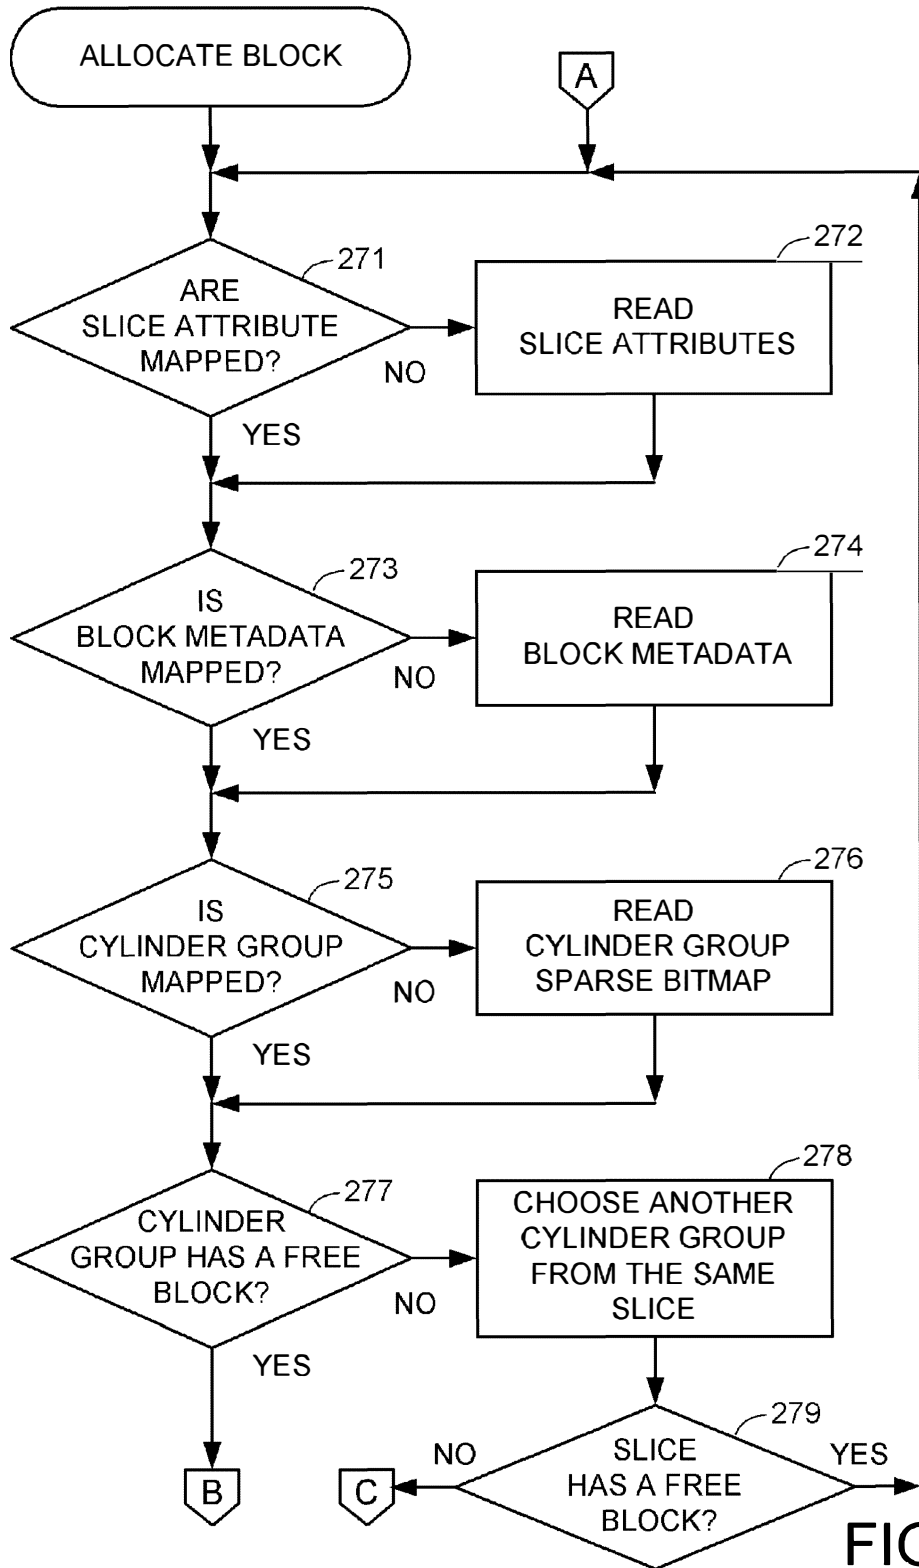 ALLOCATE BLOCK
A
271
ARE
SLICE ATTRIBUTE
MAPPED?
NO
YES
272
READ
SLICE ATTRIBUTES
273
IS
BLOCK METADATA
MAPPED?
NO
YES
274
READ
BLOCK METADATA
275
IS
CYLINDER GROUP
MAPPED?
NO
YES
276
READ
CYLINDER GROUP
SPARSE BITMAP
277
CYLINDER
GROUP HAS A FREE
BLOCK?
NO
YES
278
CHOOSE ANOTHER
CYLINDER GROUP
FROM THE SAME
SLICE
279
SLICE
HAS A FREE
BLOCK?
NO
YES
B
C